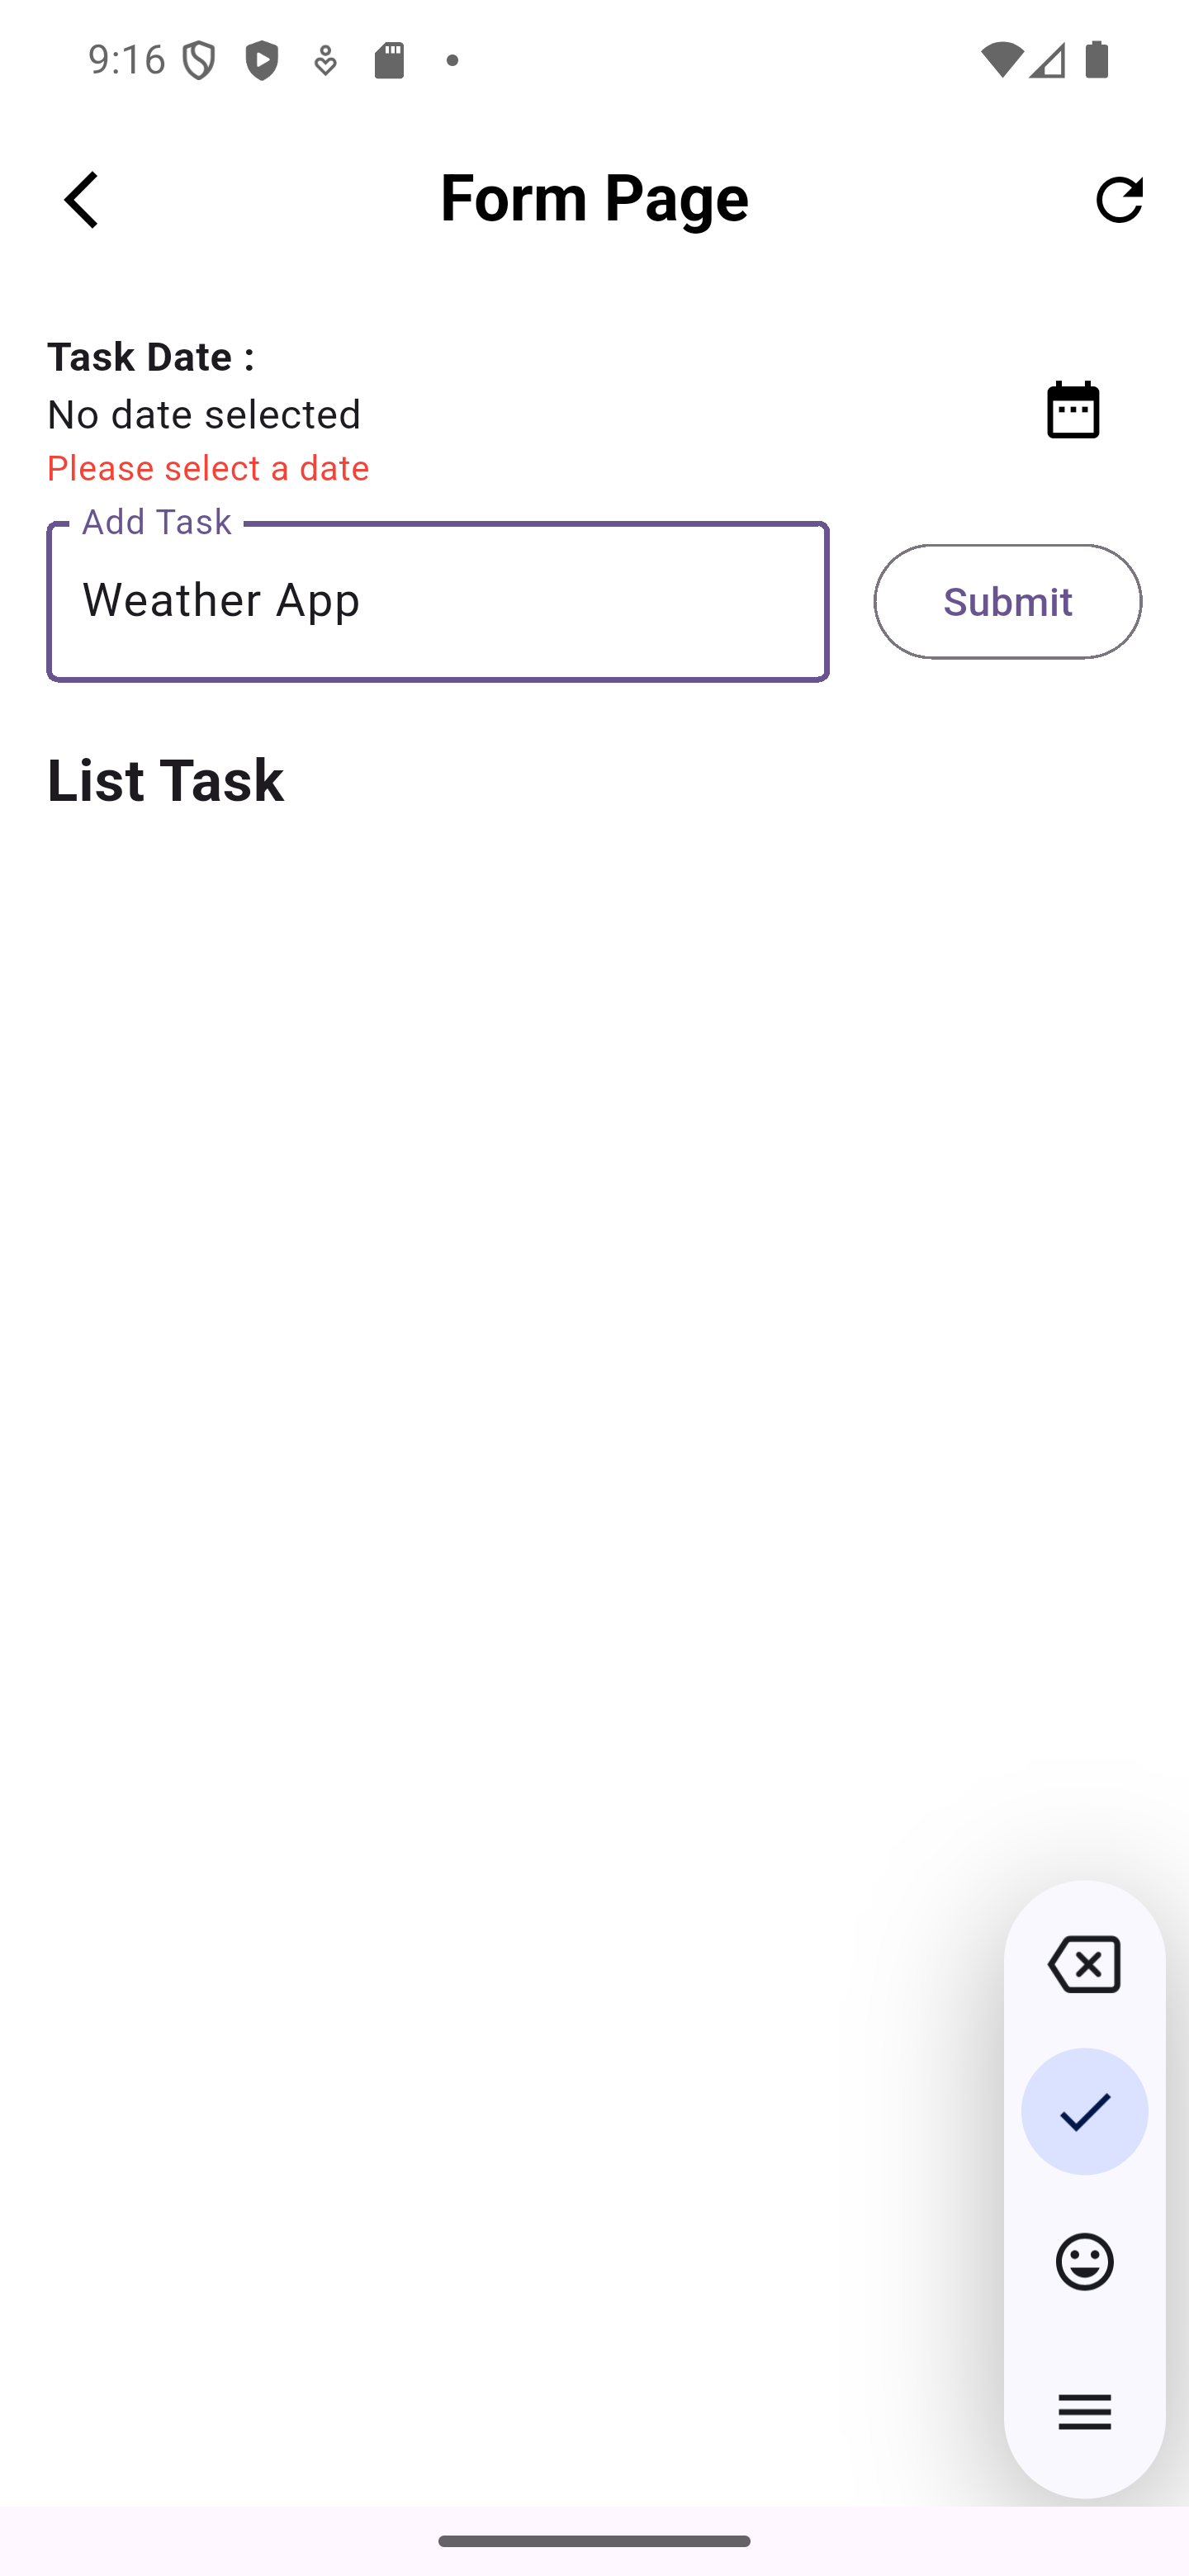 9:16
Form Page
Task Date :
No date selected
Please select a date
Add Task
Weather App
Submit
List Task